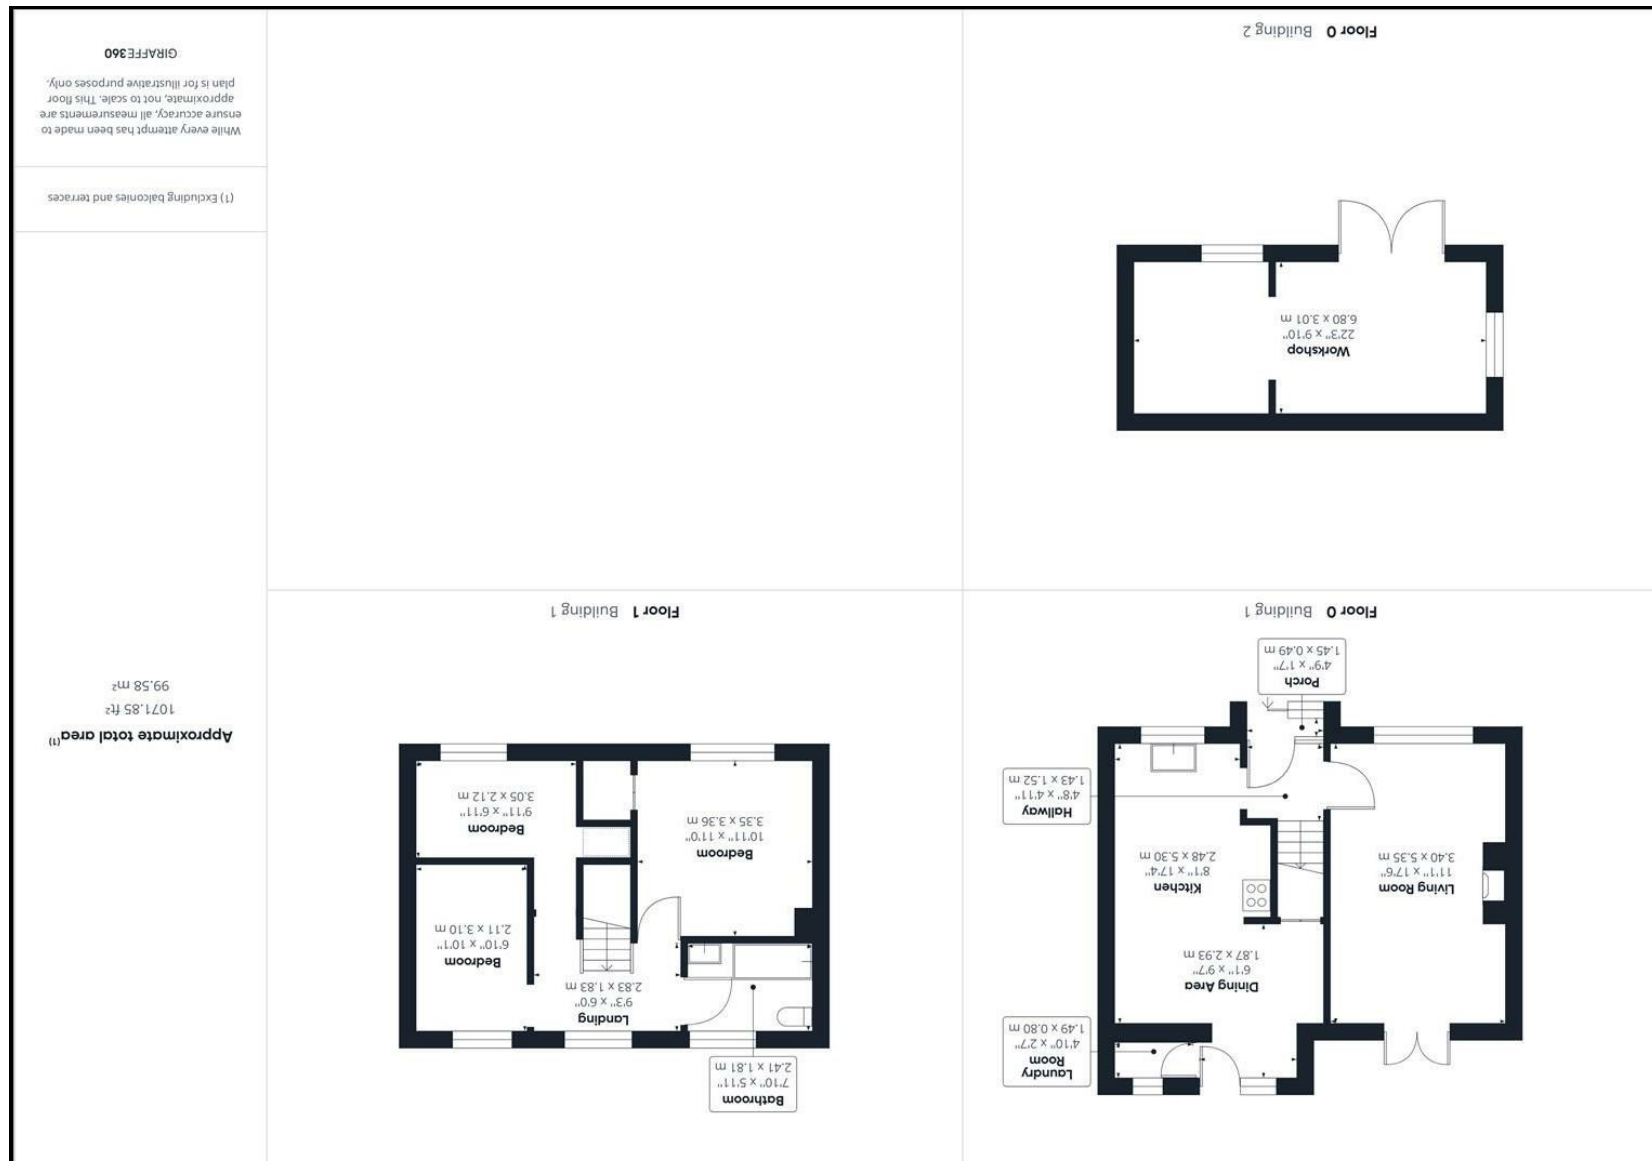 Laundry
Room
4'10" x 2'7"
1.49 x 0.80 m
Dining Area
6'1" x 9'7"
1.87 x 2.93 m
Living Room
11'1" x 17'6"
3.40 x 5.35 m
Kitchen
8'1" x 17'4"
2.48 x 5.30 m
Hallway
4'8" x 4'11"
1.43 x 1.52 m
Porch
4'9" x 1'7"
1.45 x 0.49 m
Floor 0 Building 1
Bathroom
7'10" x 5'11"
2.41 x 1.81 m
Landing
9'3" x 6'0"
2.83 x 1.83 m
Bedroom
6'10" x 10'1"
2.11 x 3.10 m
Bedroom
10'11" x 11'0"
3.35 x 3.36 m
Bedroom
9'11" x 6'11"
3.05 x 2.12 m
Floor 1 Building 1
Workshop
22'3" x 9'10"
6.80 x 3.01 m
Floor 0 Building 2
Approximate total area(1)
1071.85 ft²
99.58 m²
(1) Excluding balconies and terraces
While every attempt has been made to
ensure accuracy, all measurements are
approximate, not to scale. This floor
plan is for illustrative purposes only.
GIRAFFE360